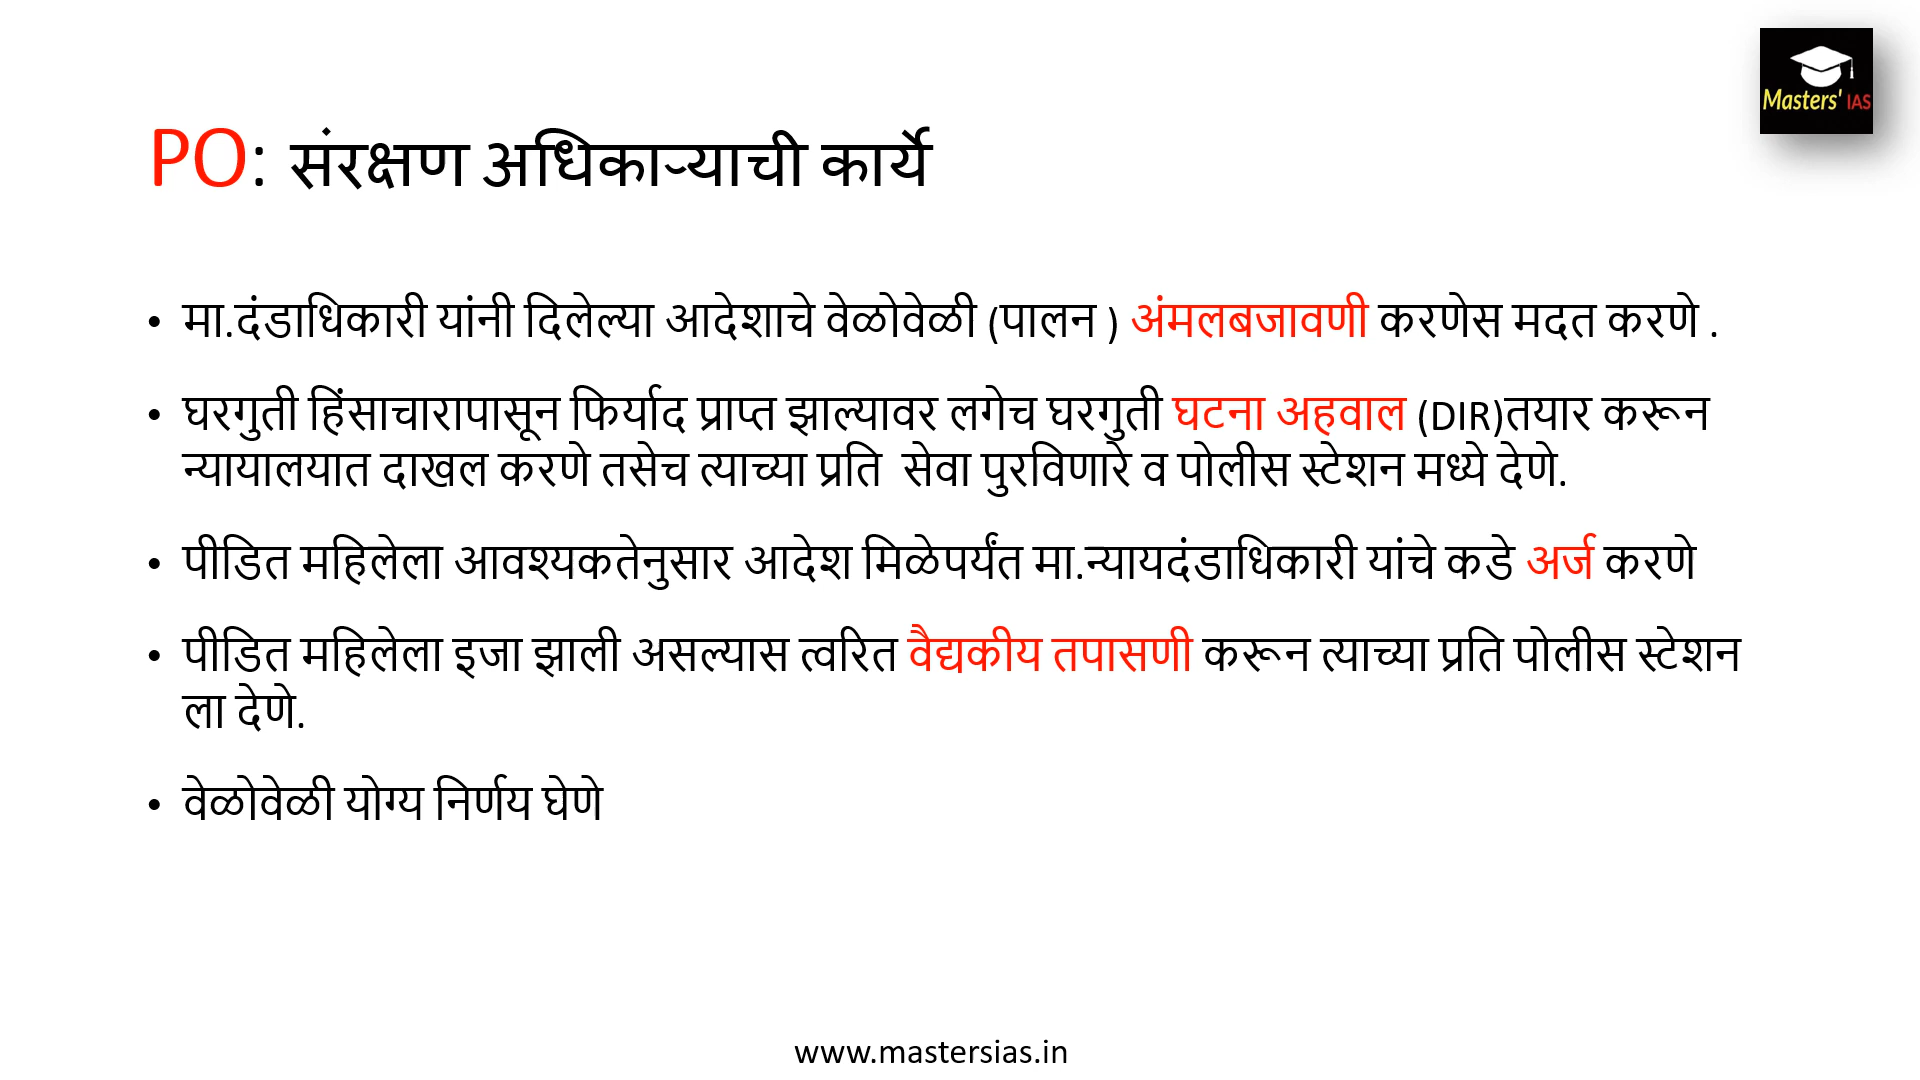 Masters' IAS
PO: संरक्षण अधिकाऱ्याची कार्ये
• मा.दंडाधिकारी यांनी दिलेल्या आदेशाचे वेळोवेळी (पालन ) अंमलबजावणी करणेस मदत करणे .
• घरगुती हिंसाचारापासून फिर्याद प्राप्त झाल्यावर लगेच घरगुती घटना अहवाल (DIR)तयार करून
न्यायालयात दाखल करणे तसेच त्याच्या प्रति  सेवा पुरविणारे व पोलीस स्टेशन मध्ये देणे.
• पीडित महिलेला आवश्यकतेनुसार आदेश मिळेपर्यंत मा.न्यायदंडाधिकारी यांचे कडे अर्ज करणे
• पीडित महिलेला इजा झाली असल्यास त्वरित वैद्यकीय तपासणी करून त्याच्या प्रति पोलीस स्टेशन
ला देणे.
• वेळोवेळी योग्य निर्णय घेणे
www.mastersias.in